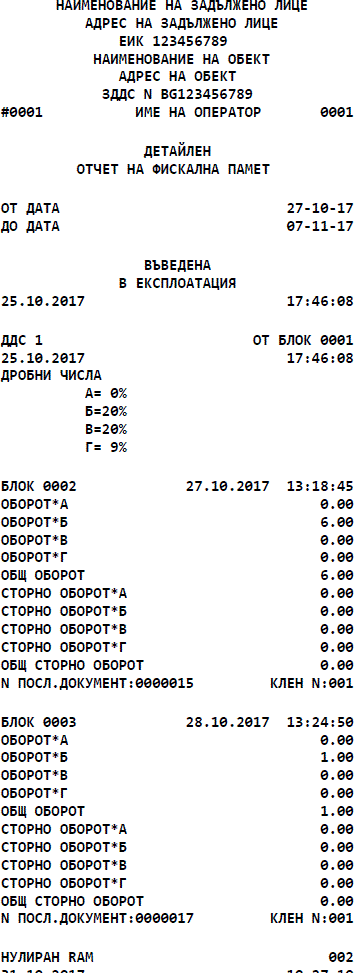 НАИМЕНОВАНИЕ НА ЗАДЪЛЖЕНО ЛИЦЕ
АДРЕС НА ЗАДЪЛЖЕНО ЛИЦЕ
ЕИК 123456789
НАИМЕНОВАНИЕ НА ОБЕКТ
АДРЕС НА ОБЕКТ
ЗДДС N BG123456789
#0001 ИМЕ НА ОПЕРАТОР 0001
ДЕТАЙЛЕН
ОТЧЕТ НА ФИСКАЛНА ПАМЕТ
ОТ ДАТА 27-10-17
ДО ДАТА 07-11-17
ВЪВЕДЕНА
В ЕКСПЛОАТАЦИЯ
25.10.2017 17:46:08
ДДС 1 ОТ БЛОК 0001
25.10.2017 17:46:08
ДРОБНИ ЧИСЛА
А= 0%
Б=20%
В=20%
Г= 9%
БЛОК 0002 27.10.2017 13:18:45
ОБОРОТ*А 0.00
ОБОРОТ*Б 6.00
ОБОРОТ*В 0.00
ОБОРОТ*Г 0.00
ОБЩ ОБОРОТ 6.00
СТОРНО ОБОРОТ*А 0.00
СТОРНО ОБОРОТ*Б 0.00
СТОРНО ОБОРОТ*В 0.00
СТОРНО ОБОРОТ*Г 0.00
ОБЩ СТОРНО ОБОРОТ 0.00
N ПОСЛ.ДОКУМЕНТ:0000015 КЛЕН N:001
БЛОК 0003 28.10.2017 13:24:50
ОБОРОТ*А 0.00
ОБОРОТ*Б 1.00
ОБОРОТ*В 0.00
ОБОРОТ*Г 0.00
ОБЩ ОБОРОТ 1.00
СТОРНО ОБОРОТ*А 0.00
СТОРНО ОБОРОТ*Б 0.00
СТОРНО ОБОРОТ*В 0.00
СТОРНО ОБОРОТ*Г 0.00
ОБЩ СТОРНО ОБОРОТ 0.00
N ПОСЛ.ДОКУМЕНТ:0000017 КЛЕН N:001
НУЛИРАН RAM 002